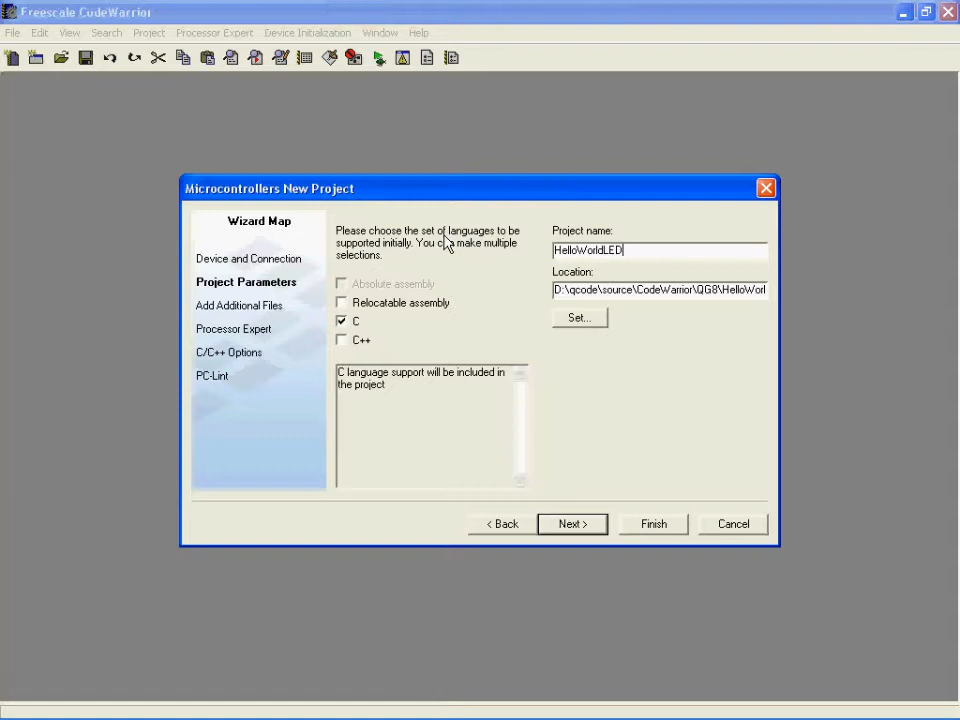 Freescale CodeWarrior
File Edit View Search Project Processor Expert Device Initialization Window Help
Microcontrollers New Project
Wizard Map
Device and Connection
Project Parameters
Add Additional Files
Processor Expert
C/C++ Options
PC-Lint
Please choose the set of languages to be
supported initially. You can make multiple
selections.
Absolute assembly
Relocatable assembly
C
C++
C language support will be included in
the project
Project name:
HelloWorldLED
Location:
D:\qcode\source\CodeWarrior\QG8\HelloWorl
Set...
< Back
Next >
Finish
Cancel